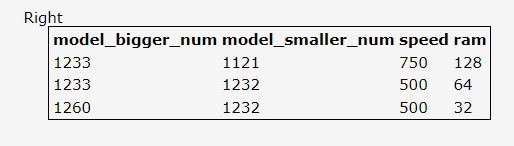 Right
model_bigger_num model_smaller_num speed ram
1233 1121 750 128
1233 1232 500 64
1260 1232 500 32